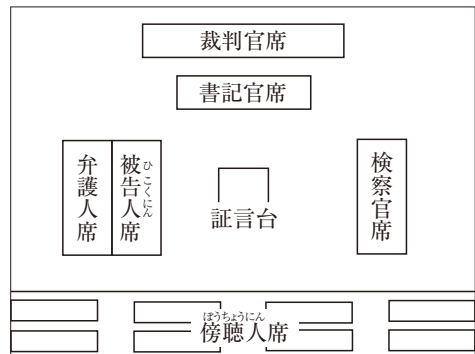 裁判官席
書記官席
弁護人席
被告人席
ひこくにん
証言台
検察官席
ぼうちょうにん
傍聴人席